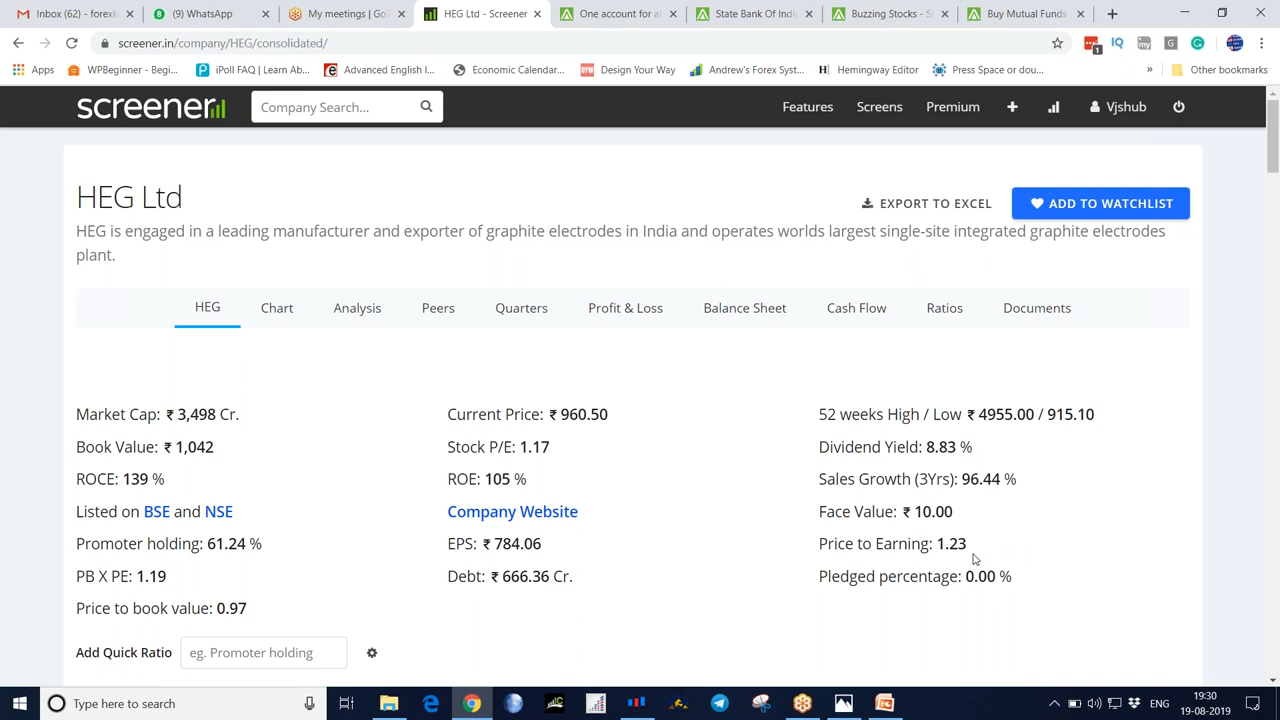 Inbox (62) - forexk
(9) WhatsApp
My meetings | GoT
HEG Ltd - Screener
One account for al
State Bank Of Indi
Buzzing Stocks - S
Buy Mutual Funds
screener.in/company/HEG/consolidated/
1
Apps
WPBeginner - Begi...
iPoll FAQ | Learn Ab...
Advanced English I...
Economic Calendar...
Design Your Way
Andrew's Forex Syst...
Hemingway Editor
Press Space or dou...
»
Other bookmarks
screener
Company Search...
Features
Screens
Premium
Vjshub
HEG Ltd
EXPORT TO EXCEL
ADD TO WATCHLIST
HEG is engaged in a leading manufacturer and exporter of graphite electrodes in India and operates worlds largest single-site integrated graphite electrodes
plant.
HEG
Chart
Analysis
Peers
Quarters
Profit & Loss
Balance Sheet
Cash Flow
Ratios
Documents
Market Cap: ₹ 3,498 Cr.
Current Price: ₹ 960.50
52 weeks High / Low ₹ 4955.00 / 915.10
Book Value: ₹ 1,042
Stock P/E: 1.17
Dividend Yield: 8.83 %
ROCE: 139 %
ROE: 105 %
Sales Growth (3Yrs): 96.44 %
Listed on BSE and NSE
Company Website
Face Value: ₹ 10.00
Promoter holding: 61.24 %
EPS: ₹ 784.06
Price to Earning: 1.23
PB X PE: 1.19
Debt: ₹ 666.36 Cr.
Pledged percentage: 0.00 %
Price to book value: 0.97
Add Quick Ratio
eg. Promoter holding
Type here to search
ENG
19:30
19-08-2019